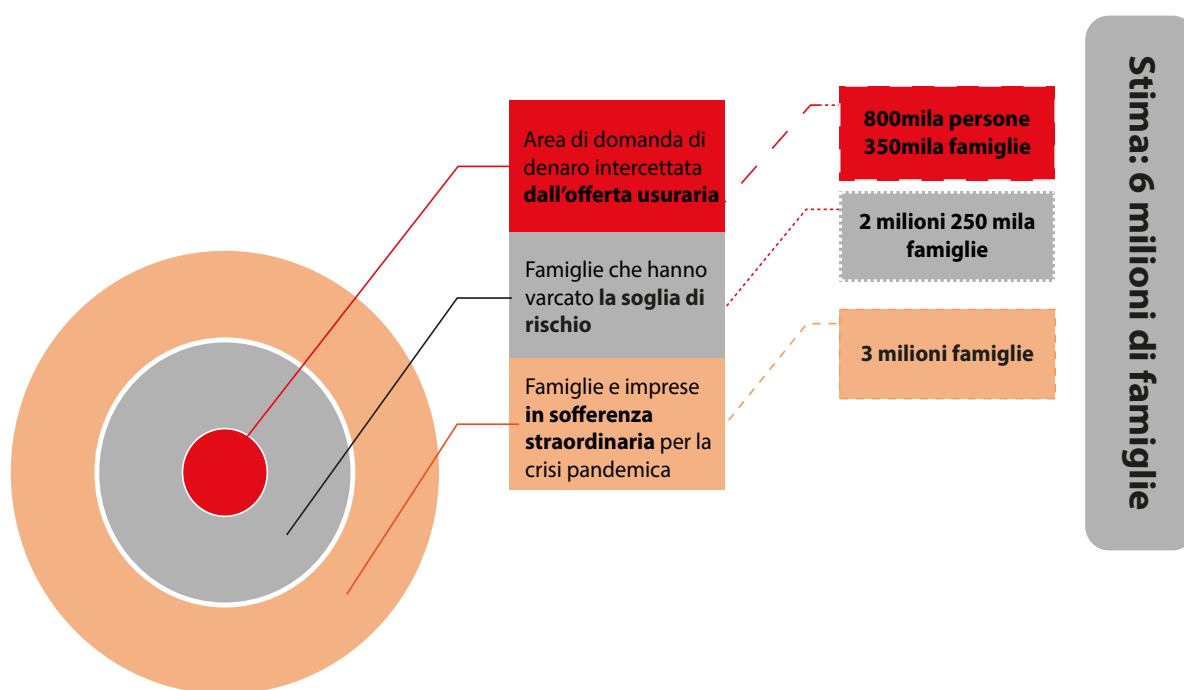 Area di domanda di
denaro intercettata
dall’offerta usuraria
Famiglie che hanno
varcato la soglia di
rischio
Famiglie e imprese
in sofferenza
straordinaria per la
crisi pandemica
800mila persone
350mila famiglie
2 milioni 250 mila
famiglie
3 milioni famiglie
Stima: 6 milioni di famiglie